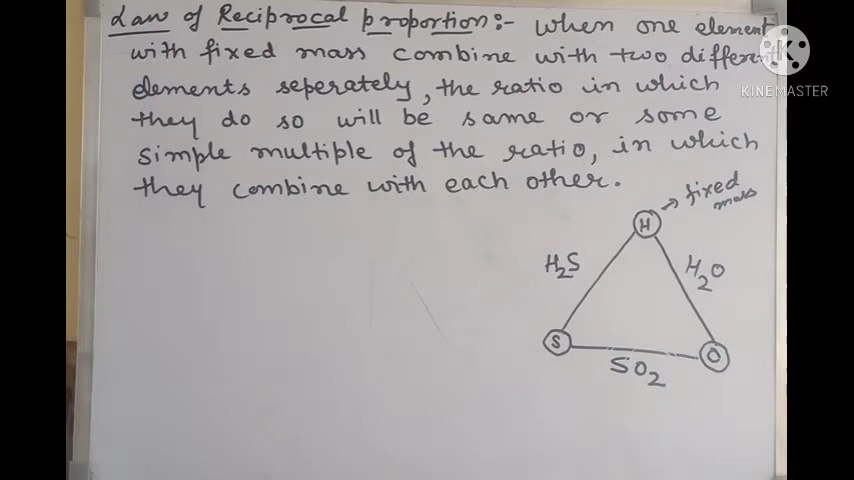 Law of Reciprocal proportion:- When one element
with fixed mass combine with two different
elements seperately, the ratio in which
they do so will be same or some
simple multiple of the ratio, in which
they combine with each other.
K
KINEMASTER
→ fixed mass
H
H2S
H2O
S
O
SO2